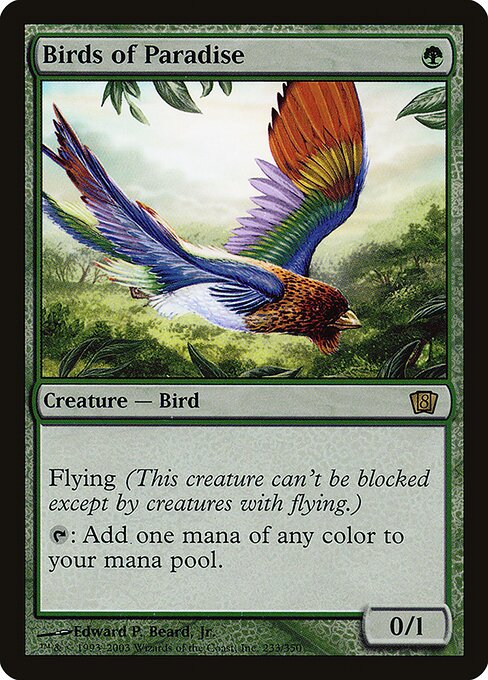 Birds of Paradise
Creature — Bird
8
Flying (This creature can't be blocked
except by creatures with flying.)
: Add one mana of any color to
your mana pool.
Edward P. Beard, Jr.
0/1
™ & © 1993–2003 Wizards of the Coast, Inc. 233/350